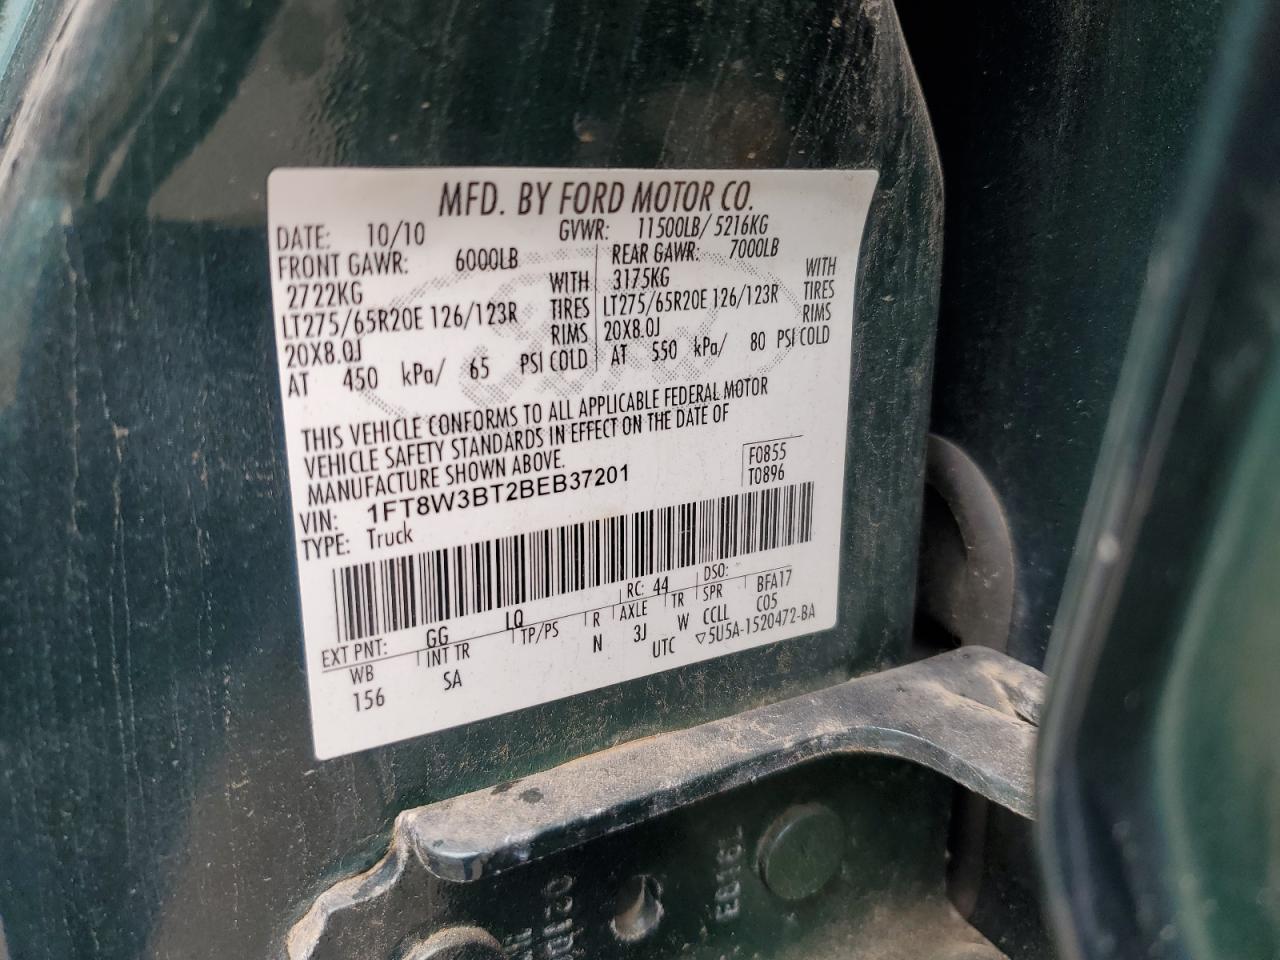 MFD. BY FORD MOTOR CO.
DATE: 10/10 GVWR: 11500LB/ 5216KG
FRONT GAWR: 6000LB REAR GAWR: 7000LB
2722KG WITH 3175KG WITH
LT275/65R20E 126/123R TIRES LT275/65R20E 126/123R TIRES
20X8.0J RIMS 20X8.0J RIMS
AT 450 kPa/ 65 PSI COLD AT 550 kPa/ 80 PSI COLD
THIS VEHICLE CONFORMS TO ALL APPLICABLE FEDERAL MOTOR
VEHICLE SAFETY STANDARDS IN EFFECT ON THE DATE OF
MANUFACTURE SHOWN ABOVE.
F0855
VIN: 1FT8W3BT2BEB37201 T0896
TYPE: Truck
EXT PNT: GG LQ RC: 44 DSO:
WB INT TR TP/PS R AXLE TR SPR BFA17
156 SA N 3J W CCLL C05
UTC ▽5U5A-1520472-BA